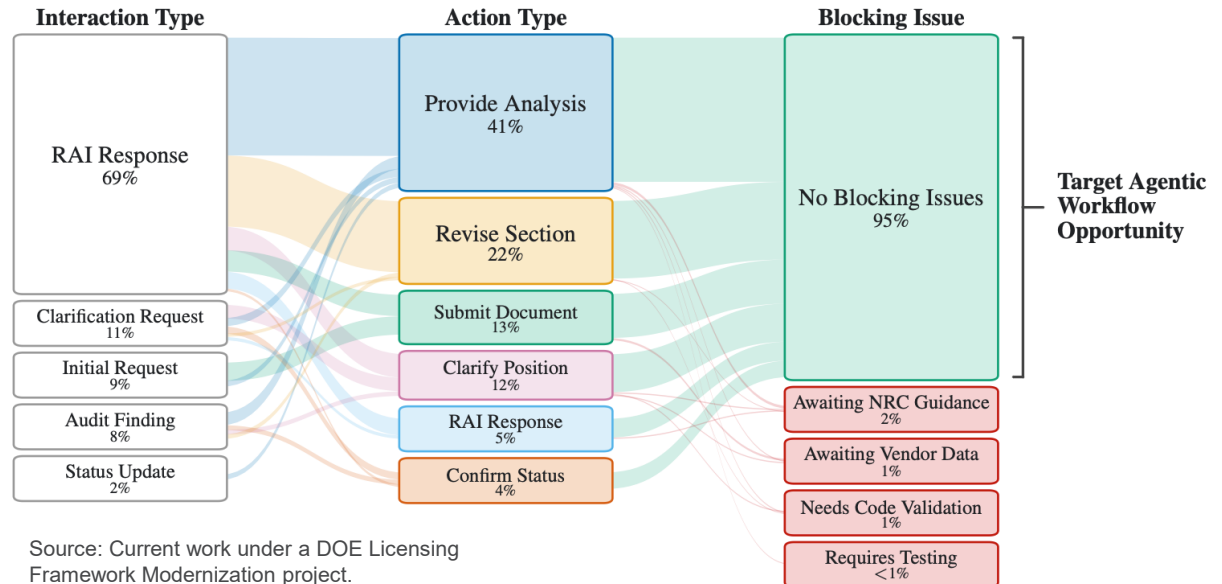 Interaction Type
Action Type
Blocking Issue
RAI Response
69%
Clarification Request
11%
Initial Request
9%
Audit Finding
8%
Status Update
2%
Provide Analysis
41%
Revise Section
22%
Submit Document
13%
Clarify Position
12%
RAI Response
5%
Confirm Status
4%
No Blocking Issues
95%
Awaiting NRC Guidance
2%
Awaiting Vendor Data
1%
Needs Code Validation
1%
Requires Testing
<1%
Target Agentic
Workflow
Opportunity
Source: Current work under a DOE Licensing
Framework Modernization project.